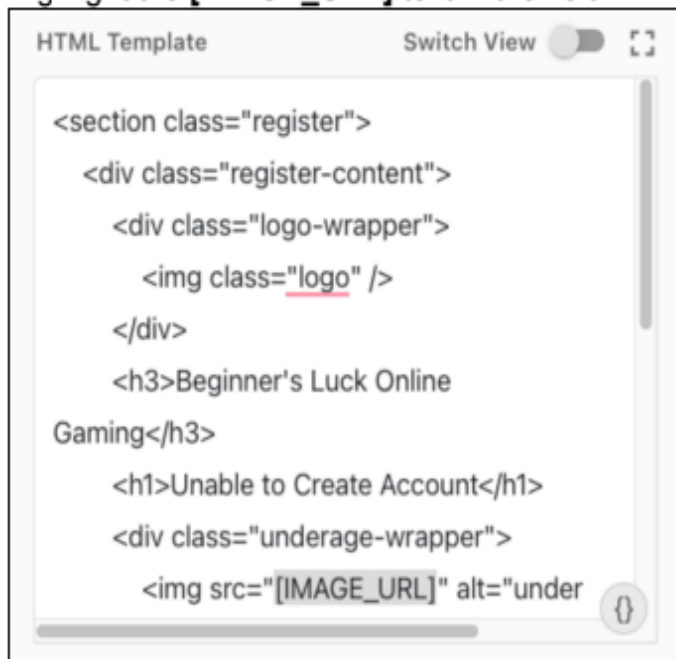 HTML Template Switch View
<section class="register">
<div class="register-content">
<div class="logo-wrapper">
<img class="logo" />
</div>
<h3>Beginner's Luck Online
Gaming</h3>
<h1>Unable to Create Account</h1>
<div class="underage-wrapper">
<img src="[IMAGE_URL]" alt="under
{}